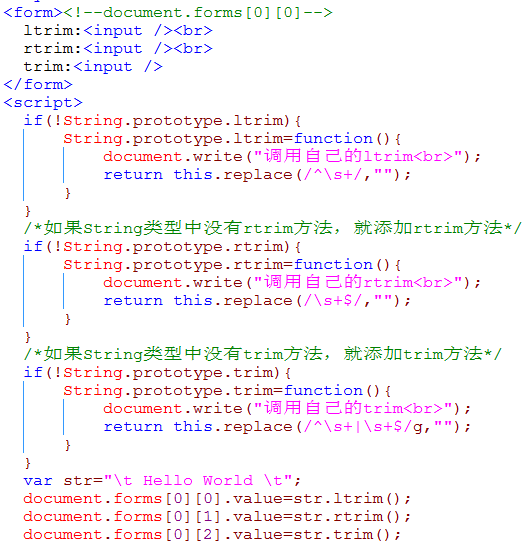 <form><!--document.forms[0][0]-->
  ltrim:<input /><br>
  rtrim:<input /><br>
  trim:<input />
</form>
<script>
  if(!String.prototype.ltrim){
      String.prototype.ltrim=function(){
          document.write("调用自己的ltrim<br>");
          return this.replace(/^\s+/,"");
      }
  }
  /*如果String类型中没有rtrim方法，就添加rtrim方法*/
  if(!String.prototype.rtrim){
      String.prototype.rtrim=function(){
          document.write("调用自己的rtrim<br>");
          return this.replace(/\s+$/,"");
      }
  }
  /*如果String类型中没有trim方法，就添加trim方法*/
  if(!String.prototype.trim){
      String.prototype.trim=function(){
          document.write("调用自己的trim<br>");
          return this.replace(/^\s+|\s+$/g,"");
      }
  }
  var str="\t Hello World \t";
  document.forms[0][0].value=str.ltrim();
  document.forms[0][1].value=str.rtrim();
  document.forms[0][2].value=str.trim();